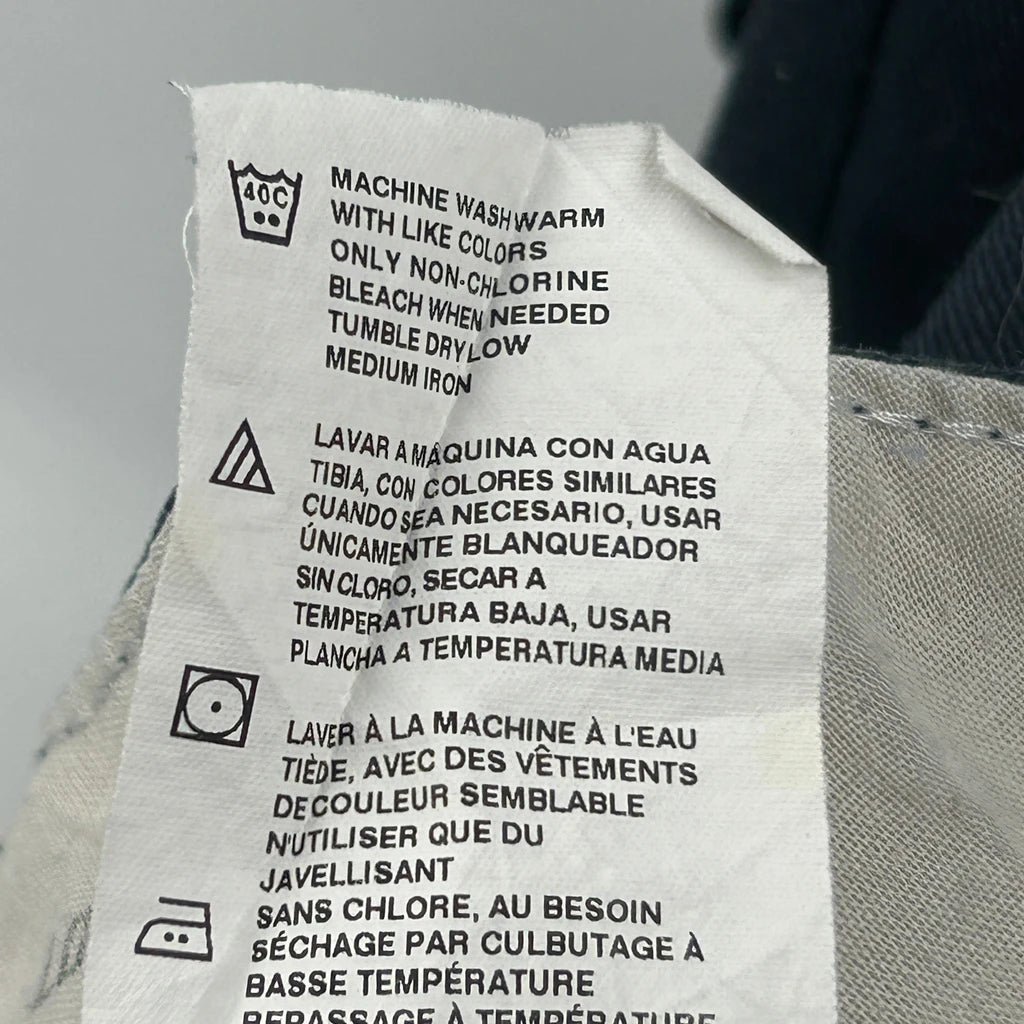 40C
MACHINE WASH WARM
WITH LIKE COLORS
ONLY NON-CHLORINE
BLEACH WHEN NEEDED
TUMBLE DRY LOW
MEDIUM IRON
LAVAR A MÁQUINA CON AGUA
TIBIA, CON COLORES SIMILARES
CUANDO SEA NECESARIO, USAR
ÚNICAMENTE BLANQUEADOR
SIN CLORO, SECAR A
TEMPERATURA BAJA, USAR
PLANCHA A TEMPERATURA MEDIA
LAVER À LA MACHINE À L'EAU
TIÈDE, AVEC DES VÊTEMENTS
DE COULEUR SEMBLABLE
N'UTILISER QUE DU
JAVELLISANT
SANS CHLORE, AU BESOIN
SÉCHAGE PAR CULBUTAGE À
BASSE TEMPÉRATURE
REPASSAGE À TEMPÉRATURE